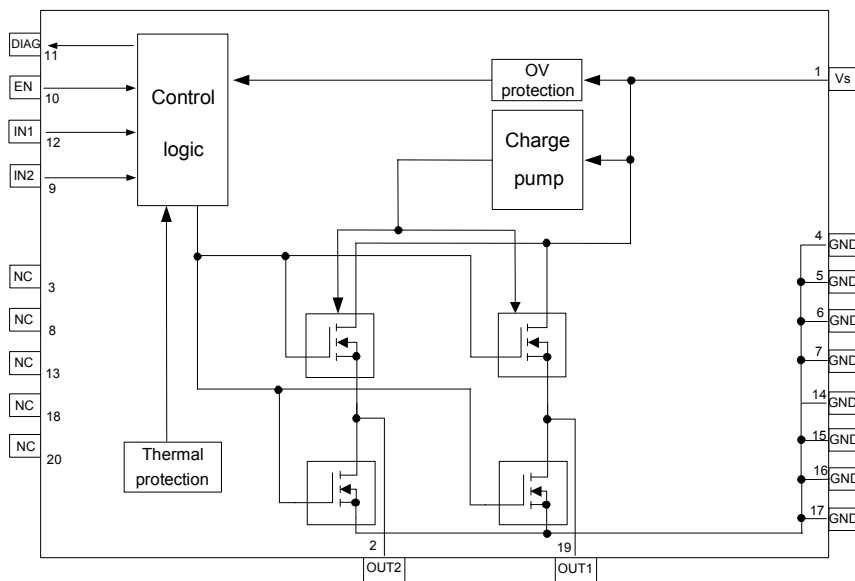 DIAG
11
EN
10
IN1
12
IN2
9
Control
logic
OV
protection
1
Vs
Charge
pump
NC
3
NC
8
NC
13
NC
18
NC
20
4
GND
5
GND
6
GND
7
GND
14
GND
15
GND
16
GND
17
GND
Thermal
protection
2
OUT2
19
OUT1